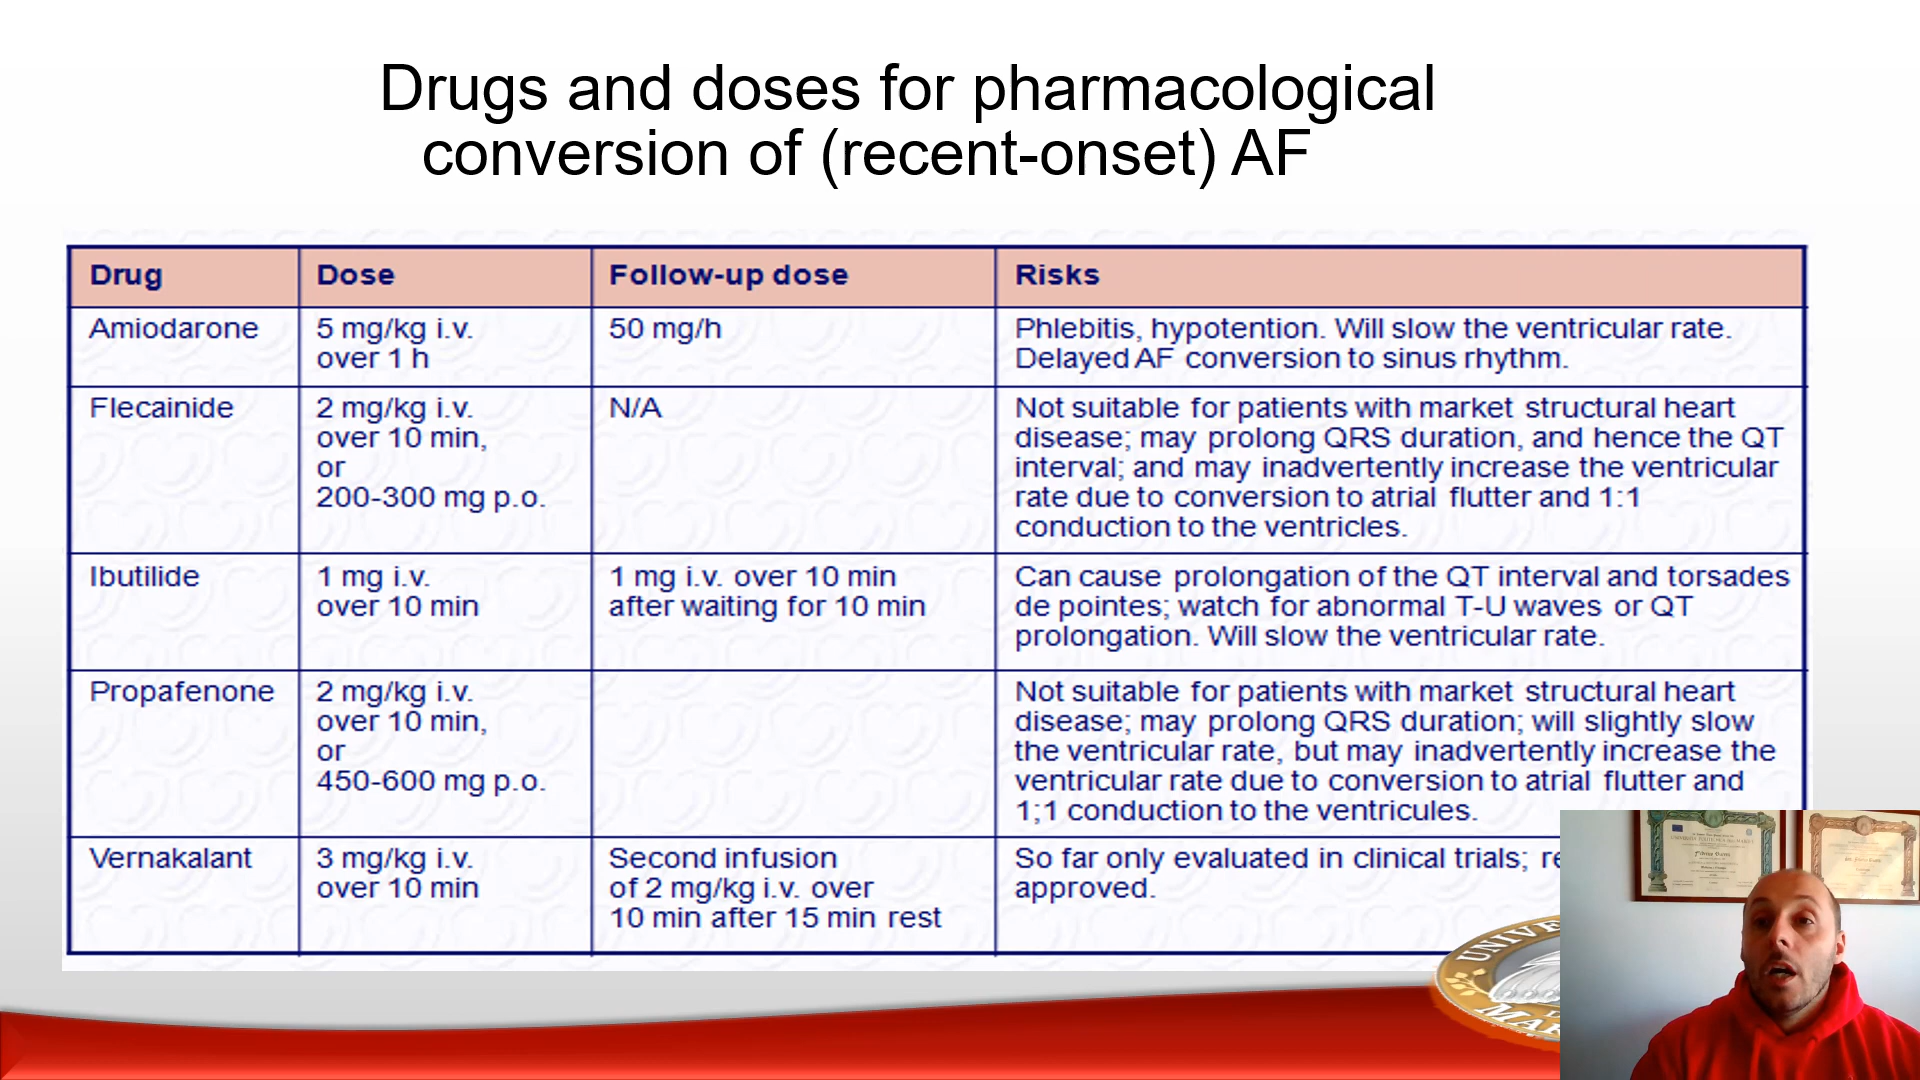 Drugs and doses for pharmacological
conversion of (recent-onset) AF
Drug Dose Follow-up dose Risks
Amiodarone 5 mg/kg i.v. 50 mg/h Phlebitis, hypotention. Will slow the ventricular rate.
over 1 h Delayed AF conversion to sinus rhythm.
Flecainide 2 mg/kg i.v. N/A Not suitable for patients with market structural heart
over 10 min, disease; may prolong QRS duration, and hence the QT
or interval; and may inadvertently increase the ventricular
200-300 mg p.o. rate due to conversion to atrial flutter and 1:1
conduction to the ventricles.
Ibutilide 1 mg i.v. 1 mg i.v. over 10 min Can cause prolongation of the QT interval and torsades
over 10 min after waiting for 10 min de pointes; watch for abnormal T-U waves or QT
prolongation. Will slow the ventricular rate.
Propafenone 2 mg/kg i.v. Not suitable for patients with market structural heart
over 10 min, disease; may prolong QRS duration; will slightly slow
or the ventricular rate, but may inadvertently increase the
450-600 mg p.o. ventricular rate due to conversion to atrial flutter and
1;1 conduction to the ventricules.
Vernakalant 3 mg/kg i.v. Second infusion So far only evaluated in clinical trials;
over 10 min of 2 mg/kg i.v. over approved.
10 min after 15 min rest